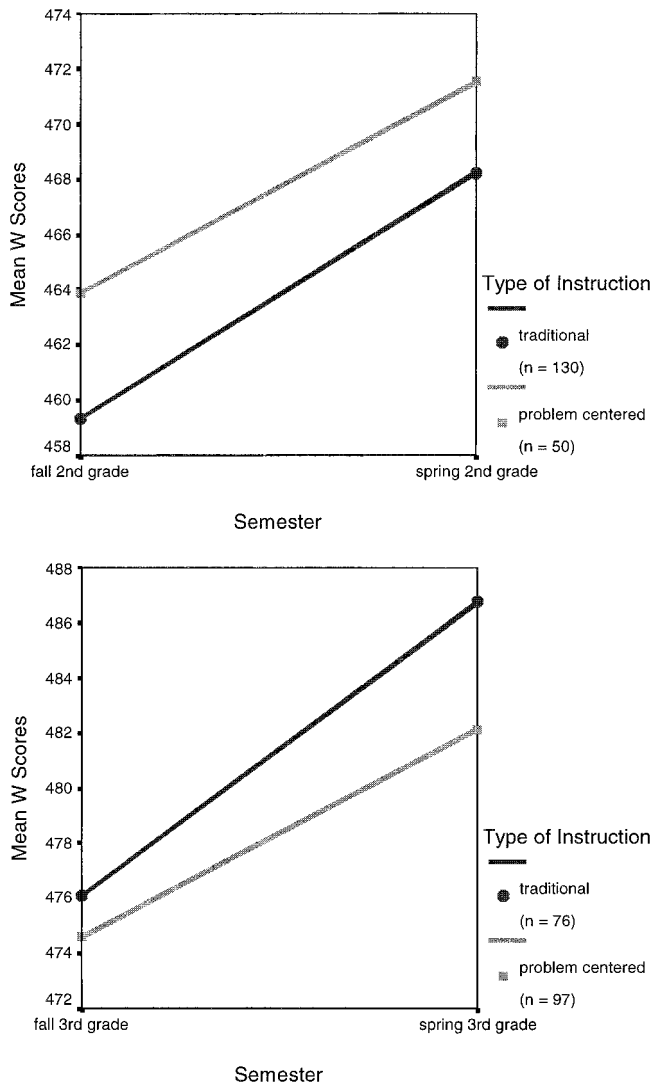 474
472
470
468
466
464
462
460
458
Mean W Scores
fall 2nd grade
spring 2nd grade
Semester
Type of Instruction
traditional
(n = 130)
problem centered
(n = 50)
488
486
484
482
480
478
476
474
472
Mean W Scores
fall 3rd grade
spring 3rd grade
Semester
Type of Instruction
traditional
(n = 76)
problem centered
(n = 97)